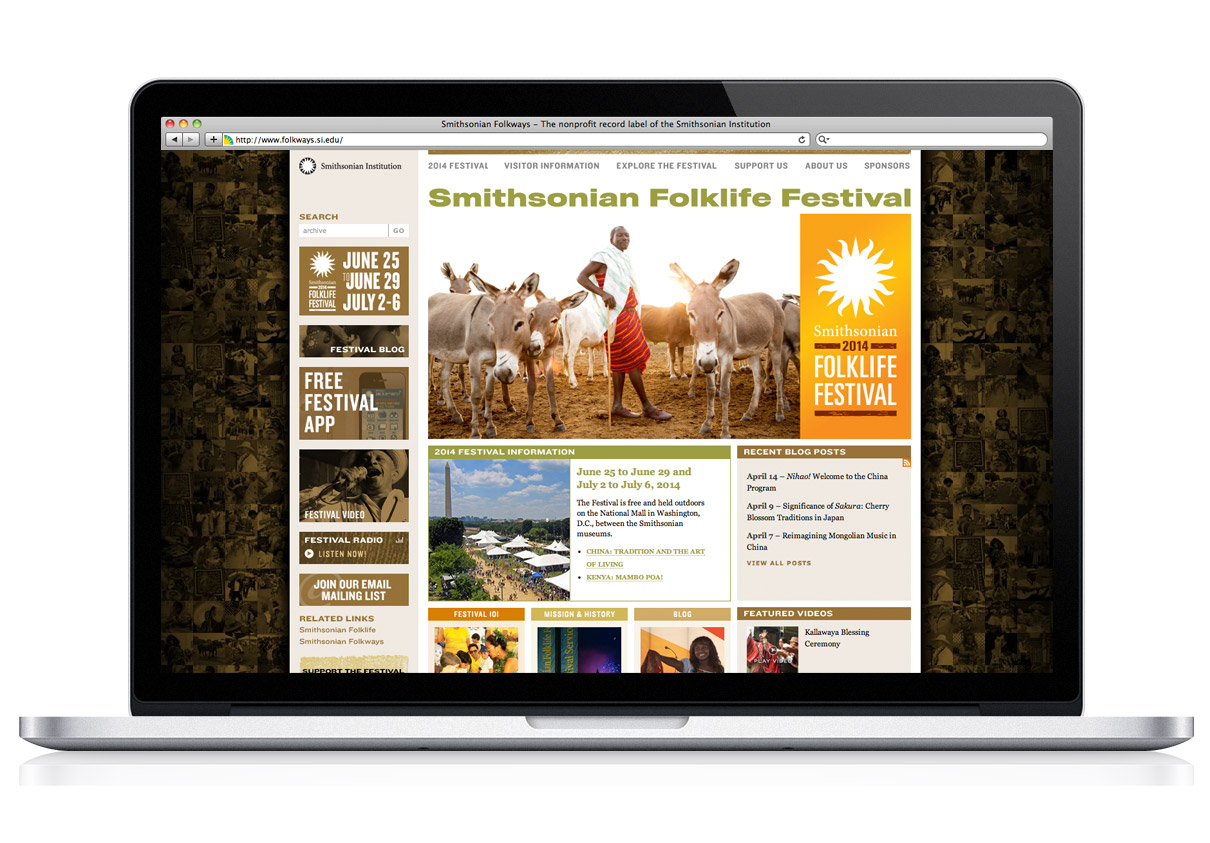 Smithsonian Folkways – The nonprofit record label of the Smithsonian Institution
http://www.folkways.si.edu/
Smithsonian Institution
2014 FESTIVAL VISITOR INFORMATION EXPLORE THE FESTIVAL SUPPORT US ABOUT US SPONSORS
Smithsonian Folklife Festival
SEARCH
archive GO
JUNE 25
TO JUNE 29
JULY 2-6
Smithsonian
2014
FOLKLIFE
FESTIVAL
FESTIVAL BLOG
FREE
FESTIVAL
APP
FESTIVAL VIDEO
FESTIVAL RADIO
LISTEN NOW!
JOIN OUR EMAIL
MAILING LIST
RELATED LINKS
Smithsonian Folklife
Smithsonian Folkways
SUPPORT THE FESTIVAL
Smithsonian
2014
FOLKLIFE
FESTIVAL
2014 FESTIVAL INFORMATION
June 25 to June 29 and
July 2 to July 6, 2014
The Festival is free and held outdoors
on the National Mall in Washington,
D.C., between the Smithsonian
museums.
• CHINA: TRADITION AND THE ART
OF LIVING
• KENYA: MAMBO POA!
RECENT BLOG POSTS
April 14 – Nihao! Welcome to the China
Program
April 9 – Significance of Sakura: Cherry
Blossom Traditions in Japan
April 7 – Reimagining Mongolian Music in
China
VIEW ALL POSTS
FESTIVAL 101
MISSION & HISTORY
BLOG
FEATURED VIDEOS
Kallawaya Blessing
Ceremony
PLAY VIDEO